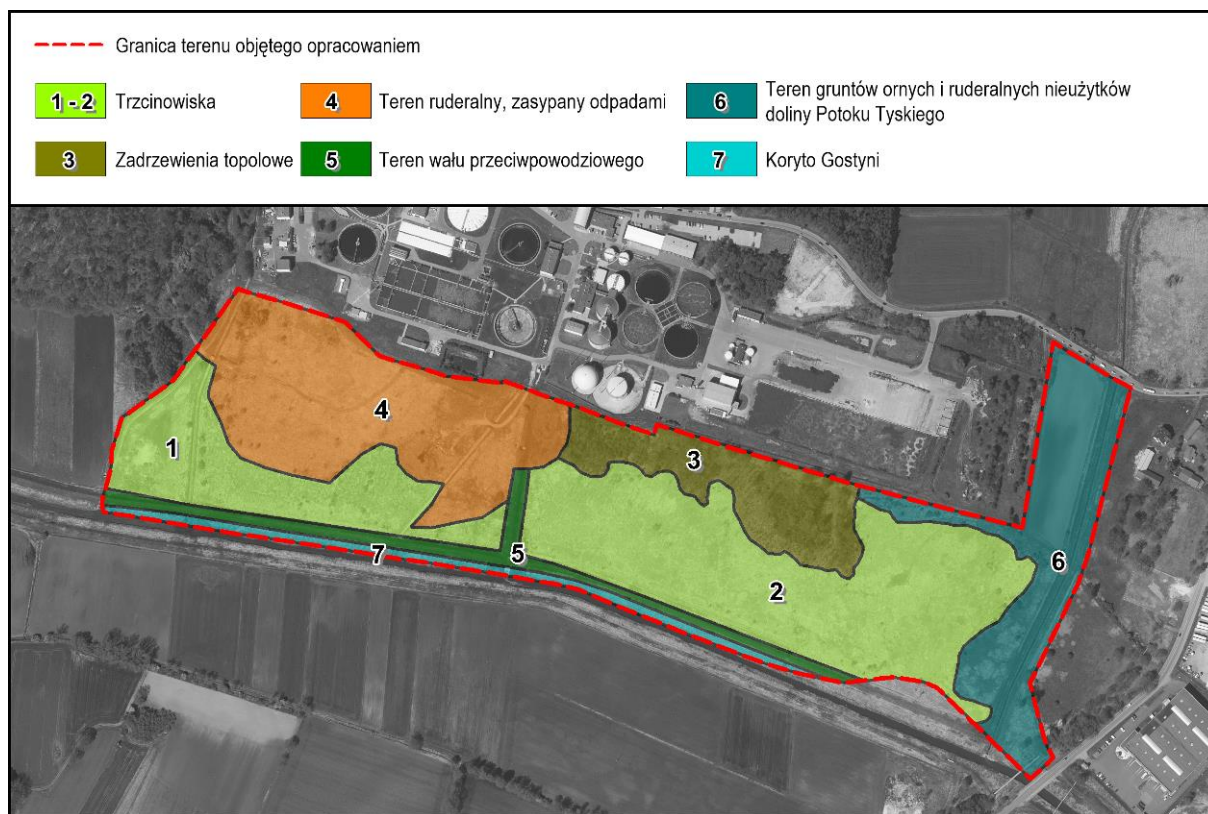 Granica terenu objętego opracowaniem
1 - 2 Trzcinowiska
4 Teren ruderalny, zasypany odpadami
6 Teren gruntów ornych i ruderalnych nieużytków
doliny Potoku Tyskiego
3 Zadrzewienia topolowe
5 Teren wału przeciwpowodziowego
7 Koryto Gostyni
4
1
3
7
5
6
2